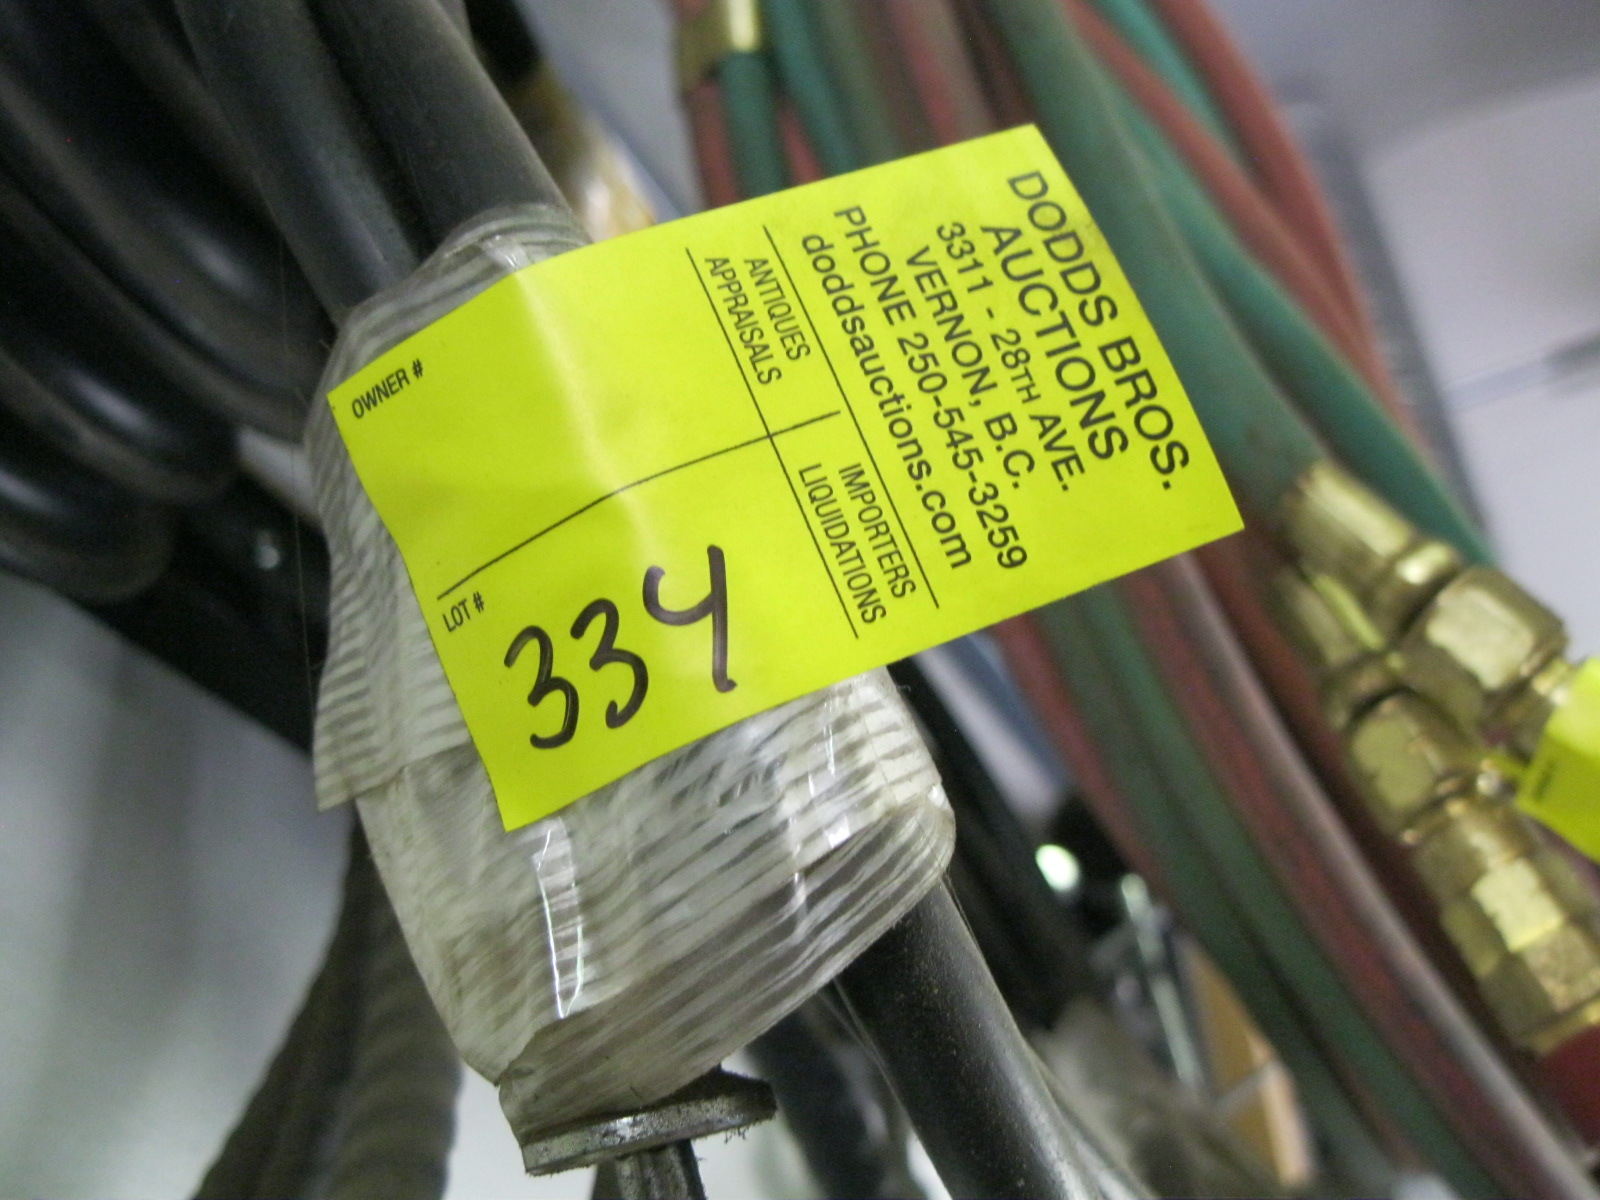 DODDS BROS.
AUCTIONS
3311 - 28TH AVE.
VERNON, B.C.
PHONE 250-545-3259
doddsauctions.com
ANTIQUES
APPRAISALS
IMPORTERS
LIQUIDATIONS
OWNER #
LOT #
334